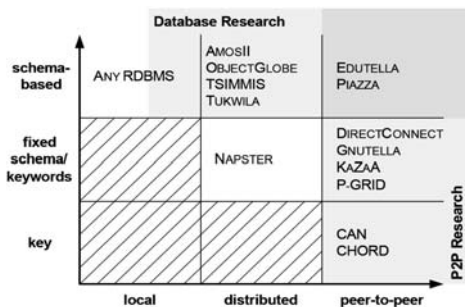 Database Research
schema-
based
ANY RDBMS
AMOSII
OBJECTGLOBE
TSIMMIS
TUKWILA
EDUTELLA
PIAZZA
fixed
schema/
keywords
NAPSTER
DIRECTCONNECT
GNUTELLA
KAZAA
P-GRID
key
CAN
CHORD
P2P Research
local
distributed
peer-to-peer